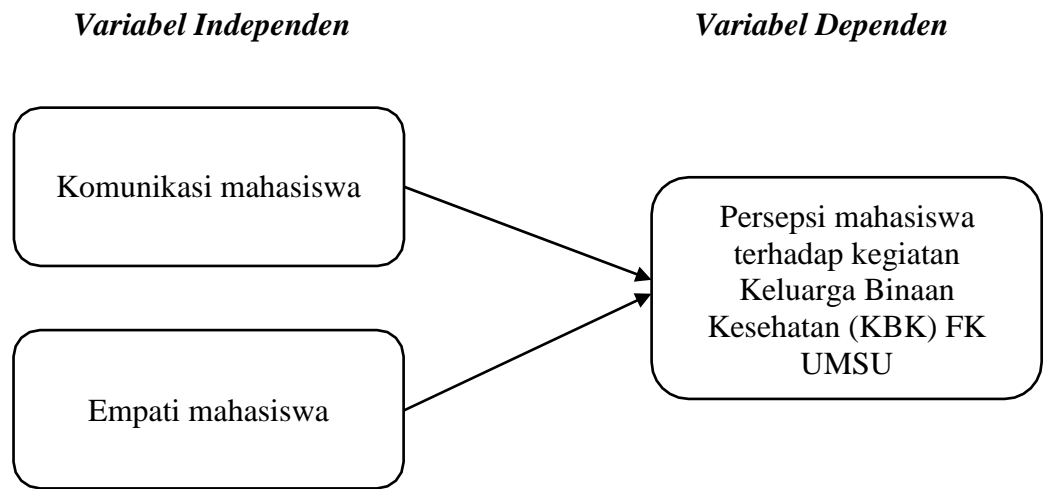 Variabel Independen
Variabel Dependen
Komunikasi mahasiswa
Empati mahasiswa
Persepsi mahasiswa
terhadap kegiatan
Keluarga Binaan
Kesehatan (KBK) FK
UMSU